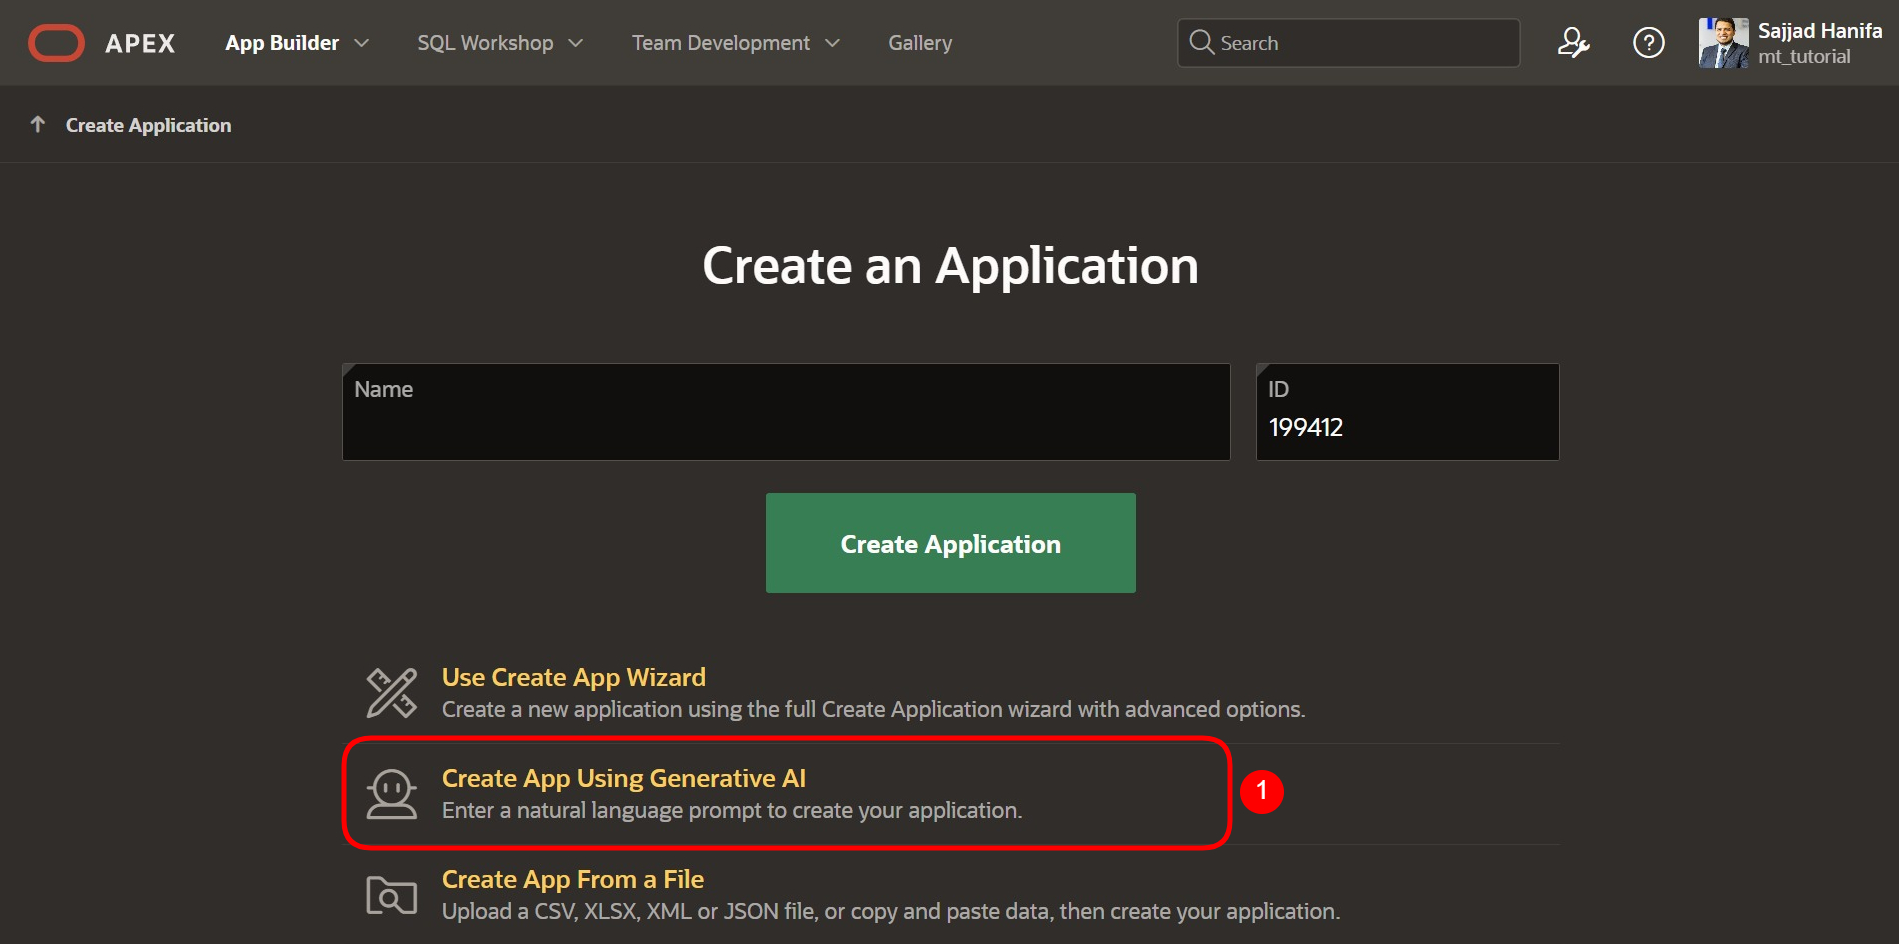 APEX App Builder SQL Workshop Team Development Gallery Search Sajjad Hanifa
mt_tutorial
Create Application
Create an Application
Name ID
199412
Create Application
Use Create App Wizard
Create a new application using the full Create Application wizard with advanced options.
Create App Using Generative AI
1
Enter a natural language prompt to create your application.
Create App From a File
Upload a CSV, XLSX, XML or JSON file, or copy and paste data, then create your application.